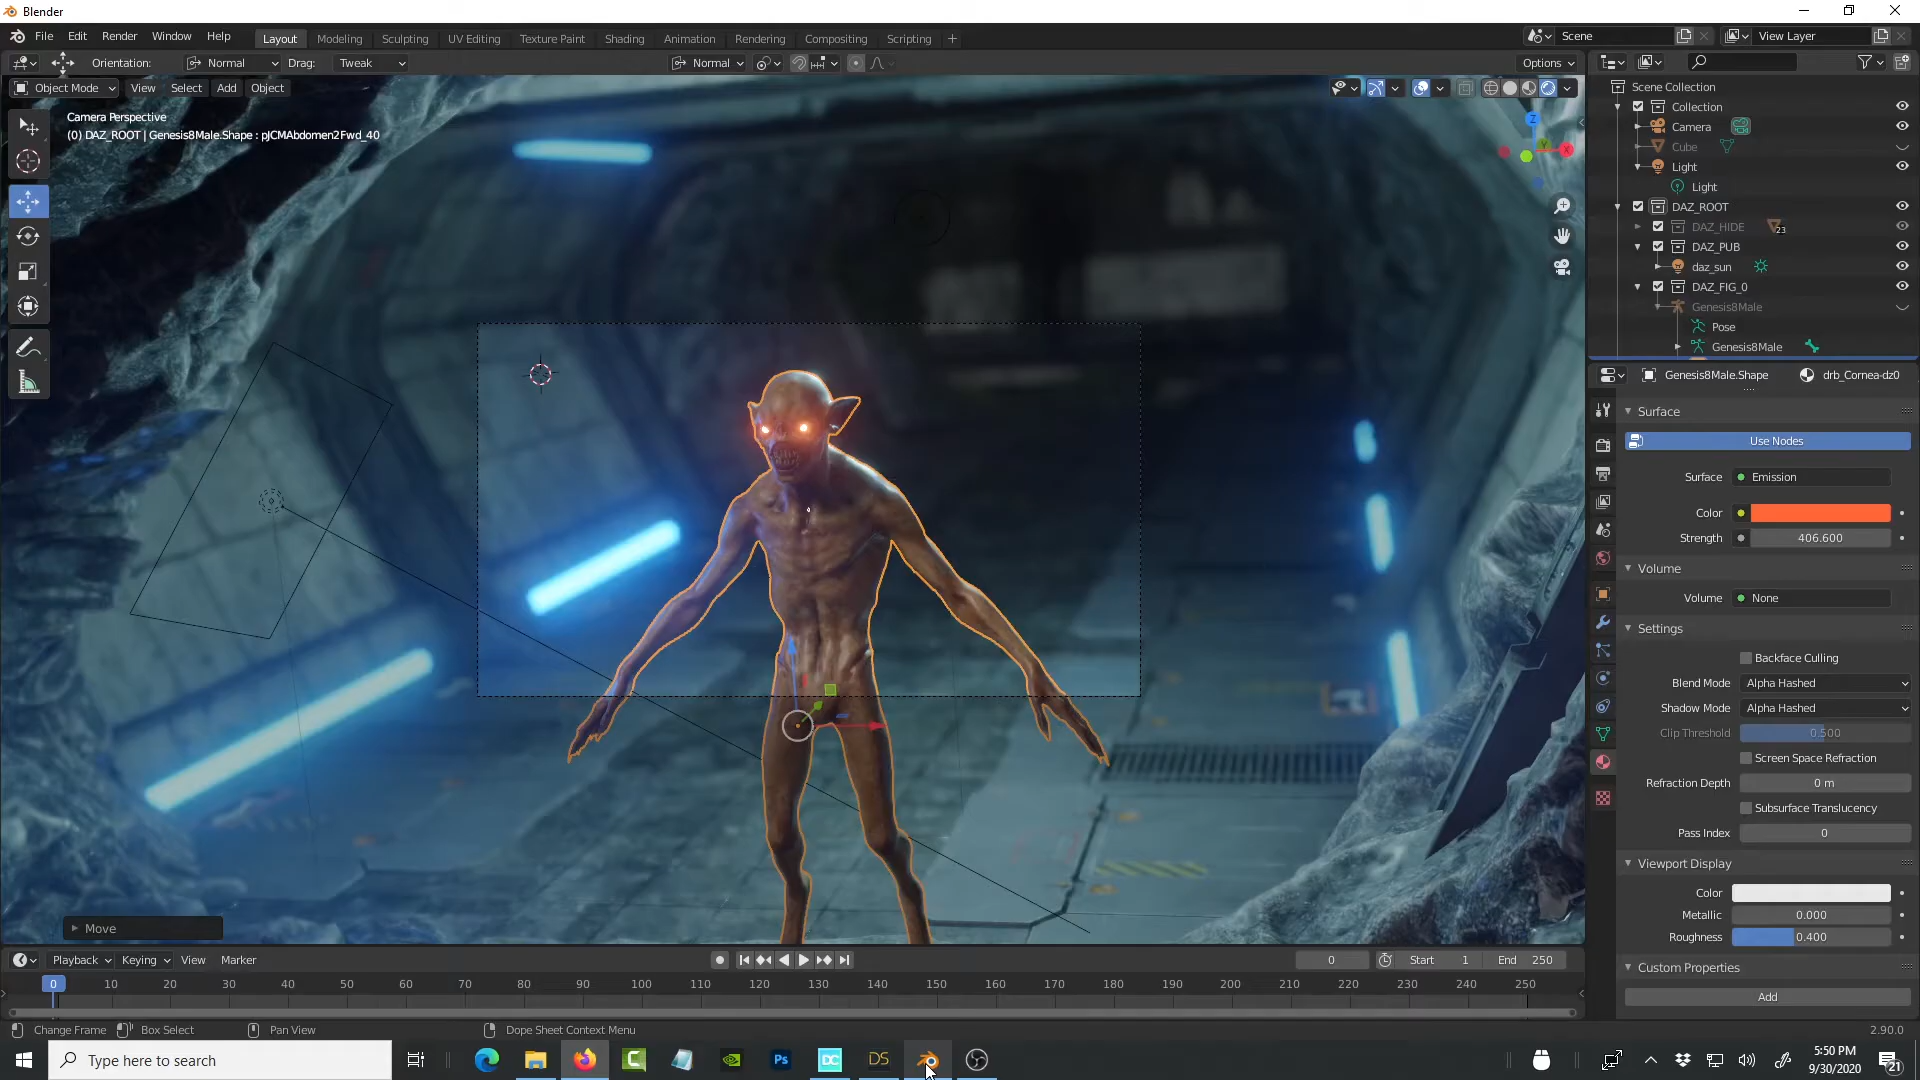 Blender
File Edit Render Window Help
Layout Modeling Sculpting UV Editing Texture Paint Shading Animation Rendering Compositing Scripting +
Scene
View Layer
Orientation: Normal Drag: Tweak
Normal
Options
Object Mode View Select Add Object
Camera Perspective
(0) DAZ_ROOT | Genesis8Male.Shape : pJCMAbdomen2Fwd_40
Z
Y
X
Scene Collection
Collection
Camera
Cube
Light
Light
DAZ_ROOT
DAZ_HIDE 23
DAZ_PUB
daz_sun
DAZ_FIG_0
Genesis8Male
Pose
Genesis8Male
Genesis8Male.Shape drb_Cornea-dz0
Surface
Use Nodes
Surface Emission
Color
Strength 406.600
Volume
Volume None
Settings
Backface Culling
Blend Mode Alpha Hashed
Shadow Mode Alpha Hashed
Clip Threshold 0.500
Screen Space Refraction
Refraction Depth 0 m
Subsurface Translucency
Pass Index 0
Viewport Display
Color
Metallic 0.000
Roughness 0.400
Custom Properties
Add
Move
Playback Keying View Marker
0 Start 1 End 250
0 10 20 30 40 50 60 70 80 90 100 110 120 130 140 150 160 170 180 190 200 210 220 230 240 250
Change Frame Box Select Pan View Dope Sheet Context Menu
2.90.0
Type here to search
Ps
DC
DS
5:50 PM
9/30/2020
21